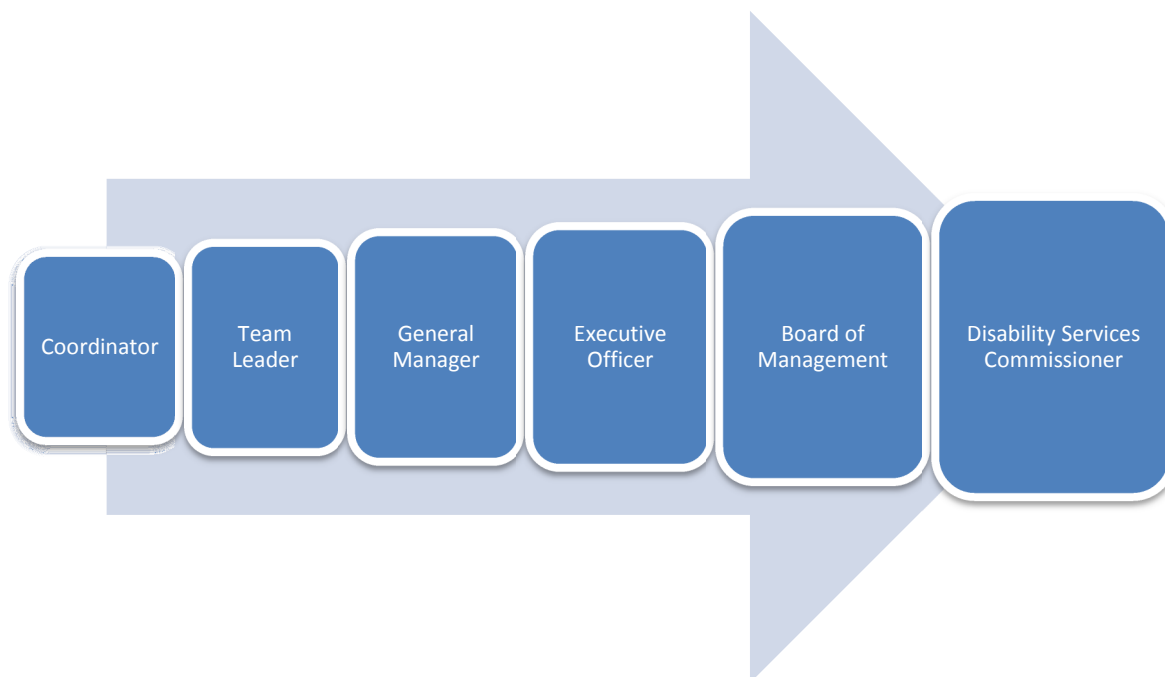 Coordinator
Team
Leader
General
Manager
Executive
Officer
Board of
Management
Disability Services
Commissioner